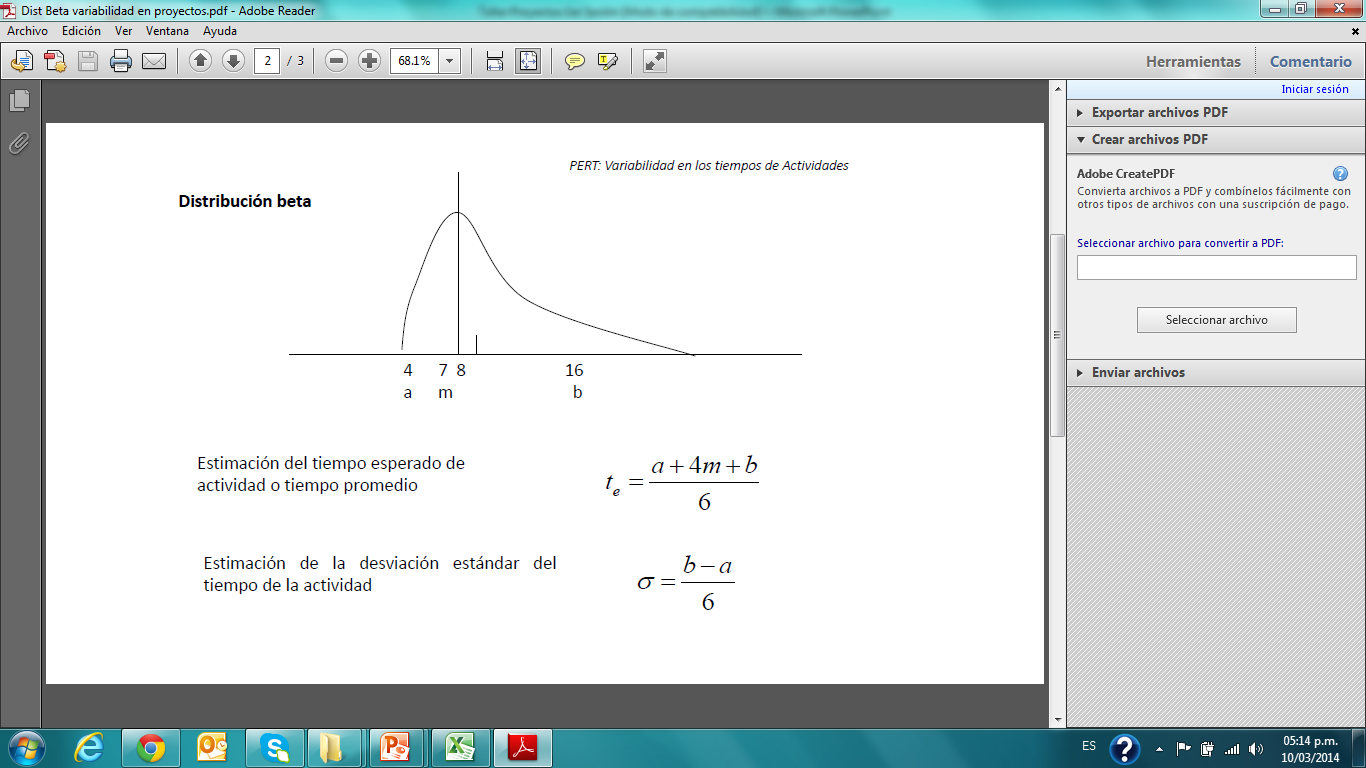 Dist Beta variabilidad en proyectos.pdf - Adobe Reader
Archivo Edición Ver Ventana Ayuda
2 / 3 68.1% Herramientas Comentario
Iniciar sesión
Exportar archivos PDF
Crear archivos PDF
Adobe CreatePDF
Convierta archivos a PDF y combínelos fácilmente con
otros tipos de archivos con una suscripción de pago.
Seleccionar archivo para convertir a PDF:
Seleccionar archivo
Enviar archivos
PERT: Variabilidad en los tiempos de Actividades
Distribución beta
4 7 8 16
a m b
Estimación del tiempo esperado de
actividad o tiempo promedio
t_e = (a + 4m + b) / 6
Estimación de la desviación estándar del
tiempo de la actividad
σ = (b − a) / 6
ES 05:14 p.m.
10/03/2014